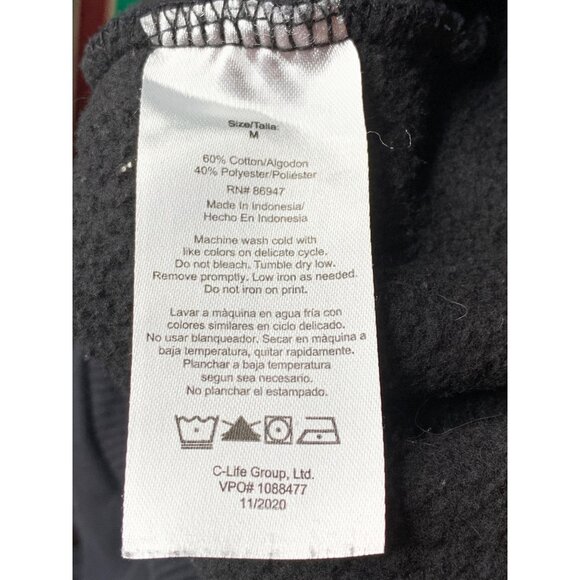 Size/Talla:
M
60% Cotton/Algodon
40% Polyester/Poliéster
RN# 86947
Made In Indonesia/
Hecho En Indonesia
Machine wash cold with
like colors on delicate cycle.
Do not bleach. Tumble dry low.
Remove promptly. Low iron as needed.
Do not iron on print.
Lavar a màquina en agua fría con
colores similares en ciclo delicado.
No usar blanqueador. Secar en màquina a
baja temperatura, quitar rapidamente.
Planchar a baja temperatura
segun sea necesario.
No planchar el estampado.
C-Life Group, Ltd.
VPO# 1088477
11/2020